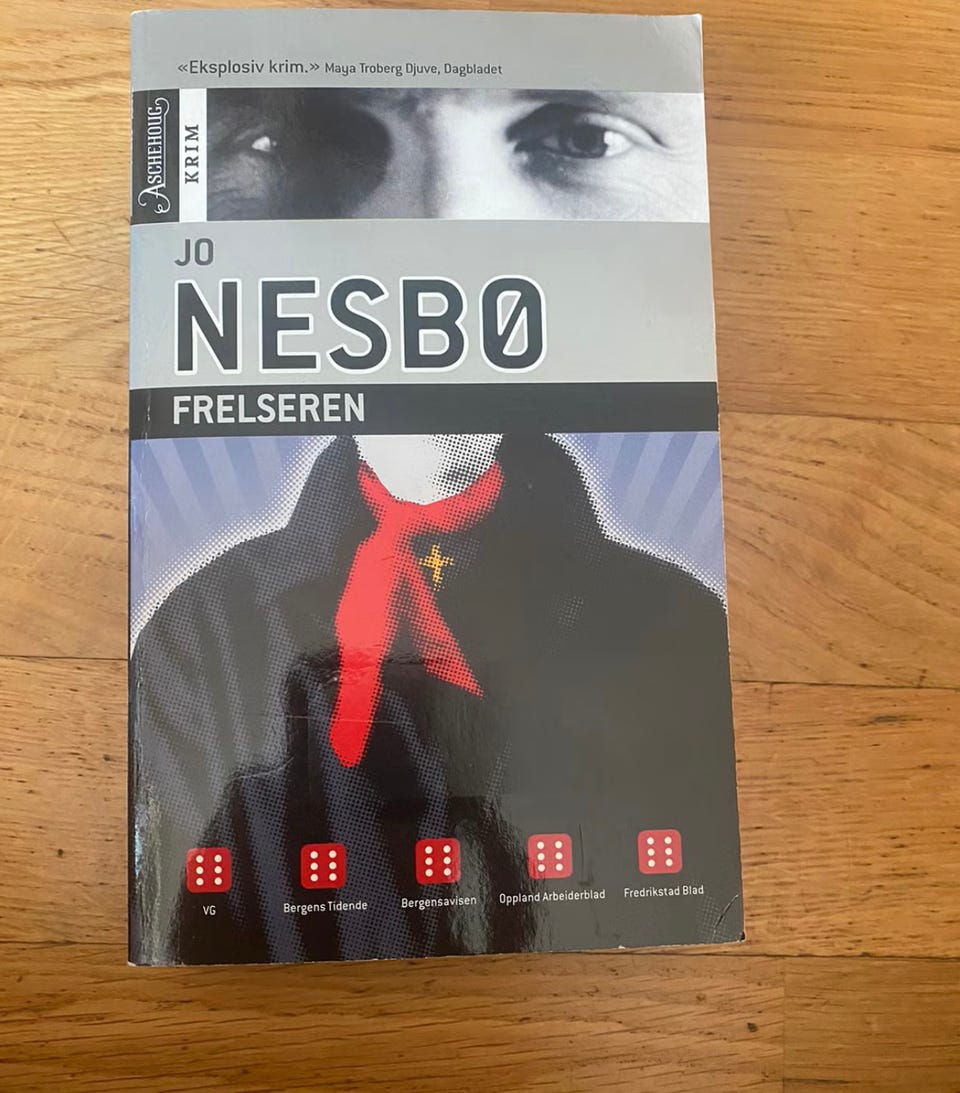 «Eksplosiv krim.» Maya Troberg Djuve, Dagbladet
ASCHEHOUG
KRIM
JO
NESBØ
FRELSEREN
VG
Bergens Tidende
Bergensavisen
Oppland Arbeiderblad
Fredrikstad Blad